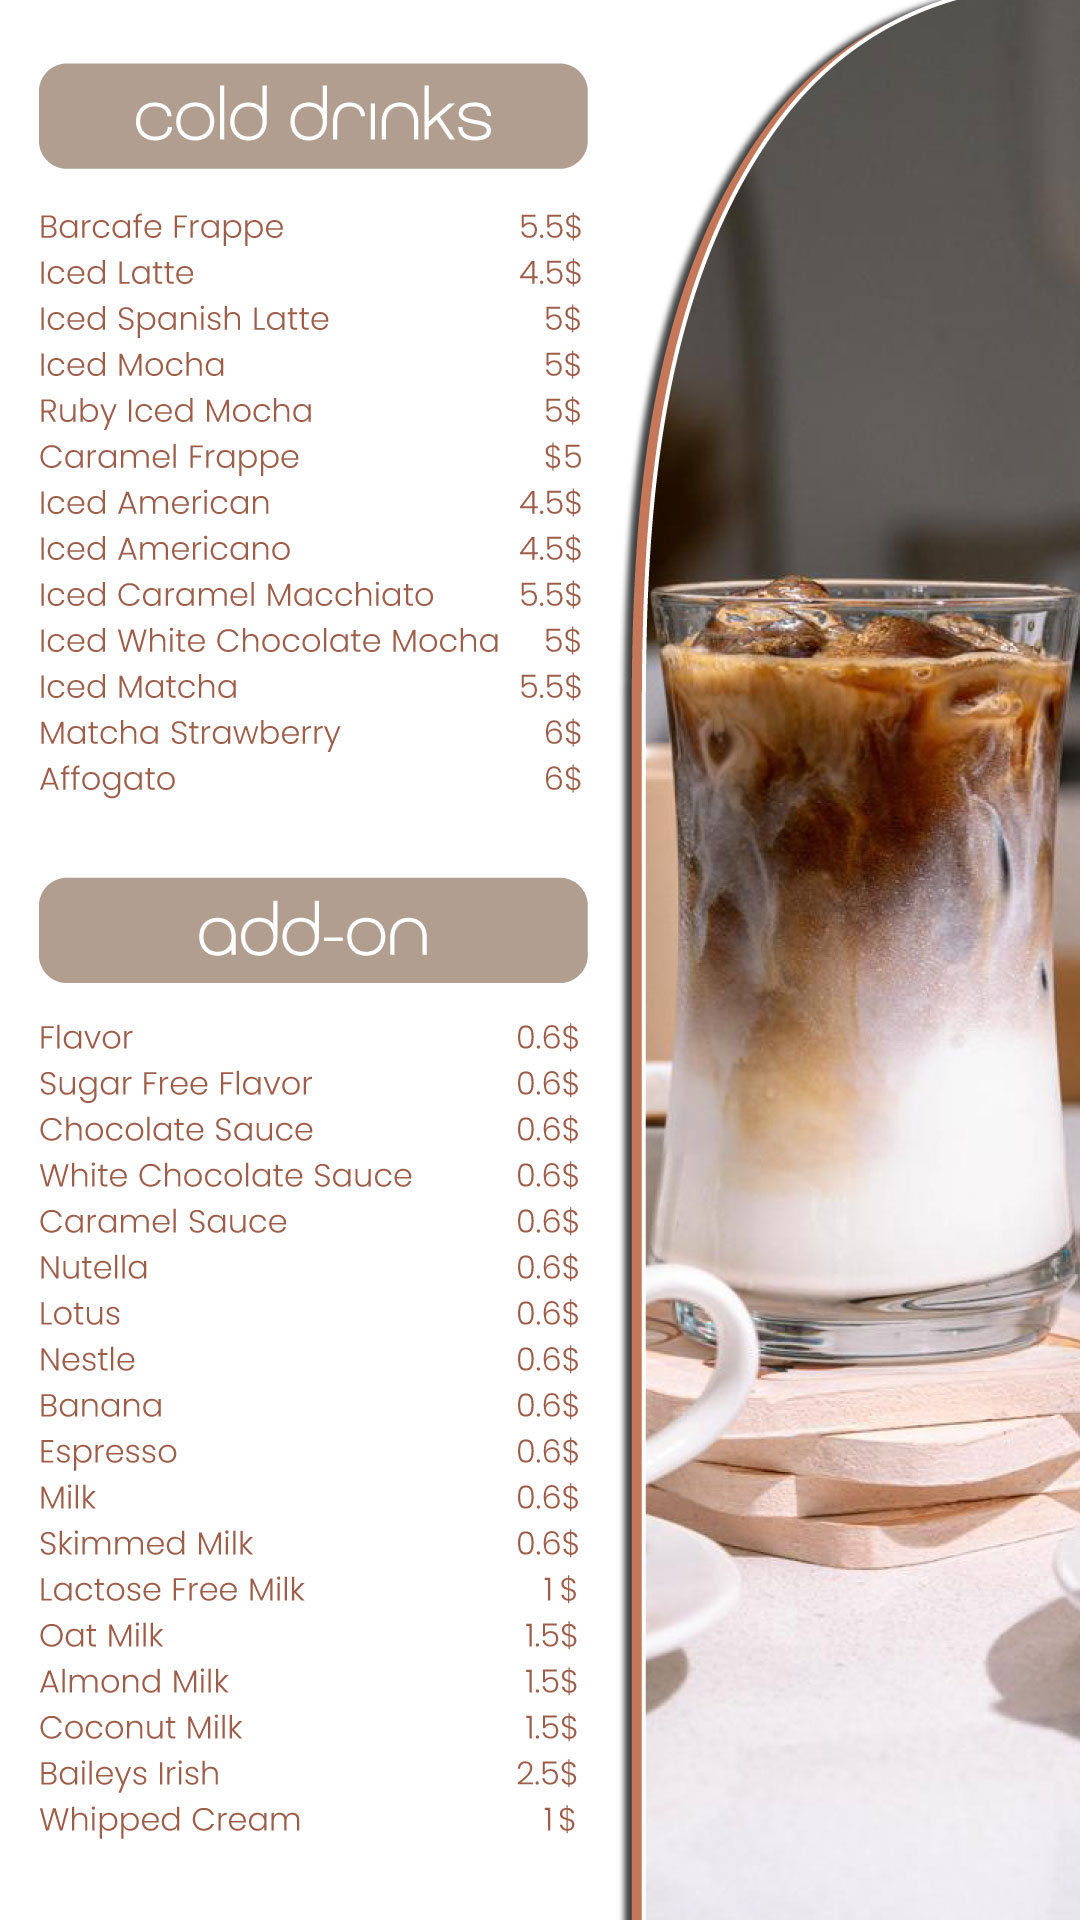 cold drinks
Barcafe Frappe 5.5$
Iced Latte 4.5$
Iced Spanish Latte 5$
Iced Mocha 5$
Ruby Iced Mocha 5$
Caramel Frappe $5
Iced American 4.5$
Iced Americano 4.5$
Iced Caramel Macchiato 5.5$
Iced White Chocolate Mocha 5$
Iced Matcha 5.5$
Matcha Strawberry 6$
Affogato 6$
add-on
Flavor 0.6$
Sugar Free Flavor 0.6$
Chocolate Sauce 0.6$
White Chocolate Sauce 0.6$
Caramel Sauce 0.6$
Nutella 0.6$
Lotus 0.6$
Nestle 0.6$
Banana 0.6$
Espresso 0.6$
Milk 0.6$
Skimmed Milk 0.6$
Lactose Free Milk 1$
Oat Milk 1.5$
Almond Milk 1.5$
Coconut Milk 1.5$
Baileys Irish 2.5$
Whipped Cream 1$